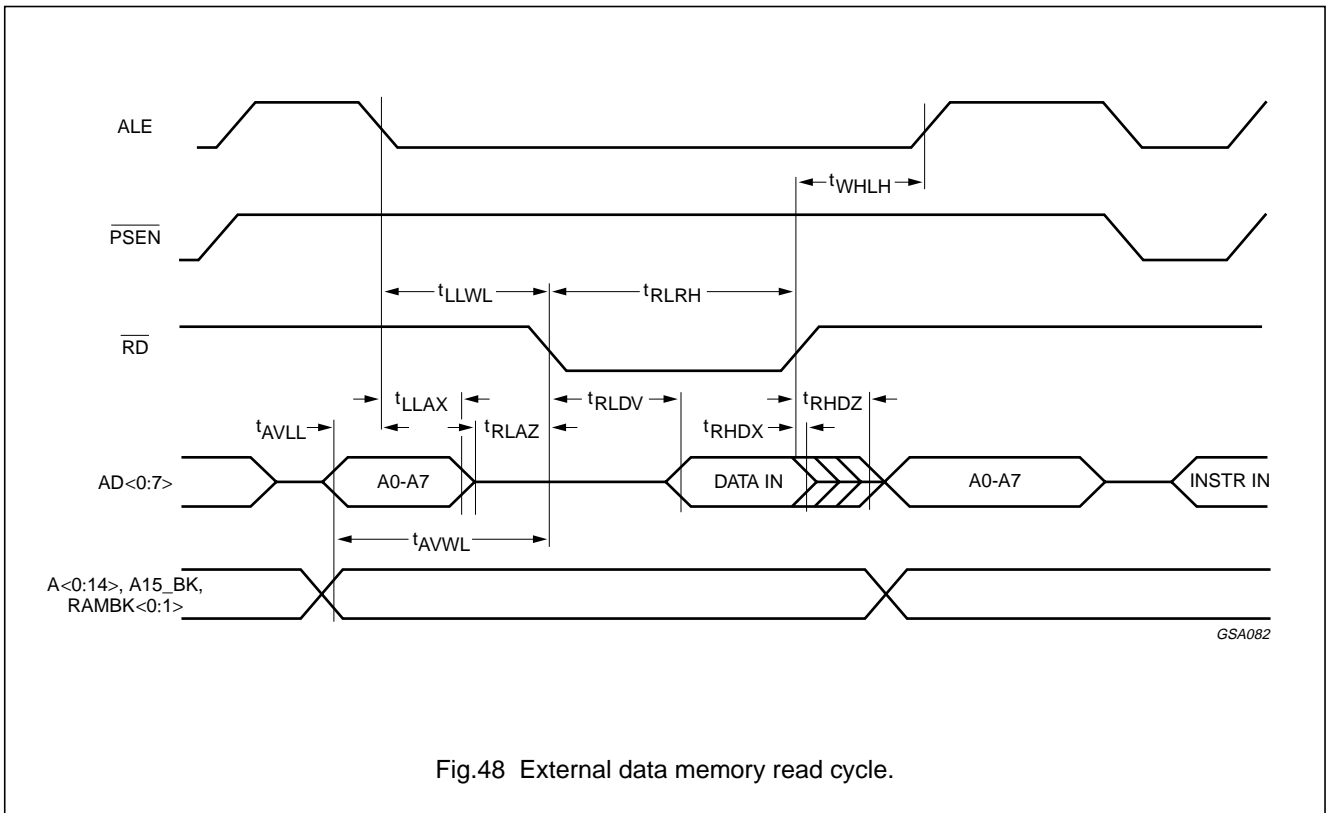 ALE
tWHLH
PSEN
tLLWL
tRLRH
RD
tLLAX
tRLDV
tRHDZ
tAVLL
tRLAZ
tRHDX
AD<0:7>
A0-A7
DATA IN
A0-A7
INSTR IN
tAVWL
A<0:14>, A15_BK,
RAMBK<0:1>
GSA082
Fig.48 External data memory read cycle.